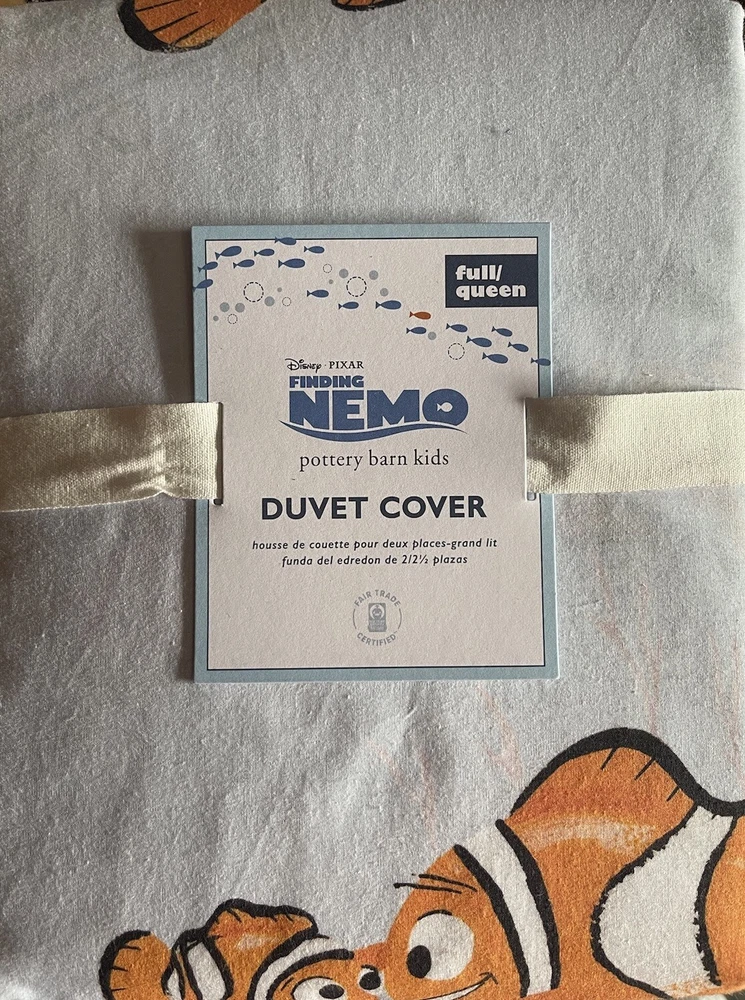 full/
queen
Disney · PIXAR
FINDING
NEMO
pottery barn kids
DUVET COVER
housse de couette pour deux places-grand lit
funda del edredon de 2/2½ plazas
FAIR TRADE
CERTIFIED